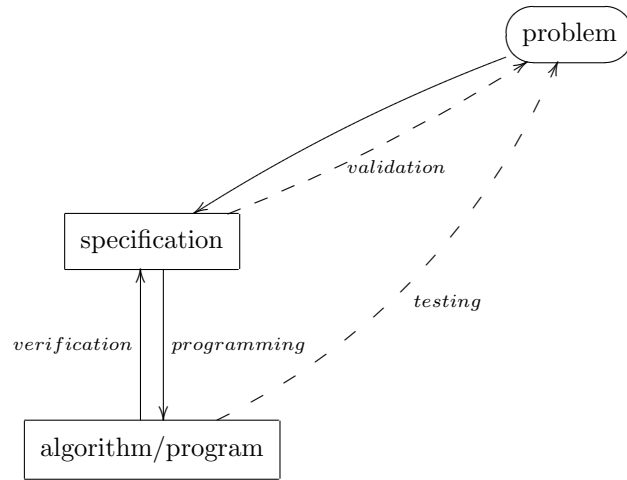 problem
validation
specification
testing
verification
programming
algorithm/program